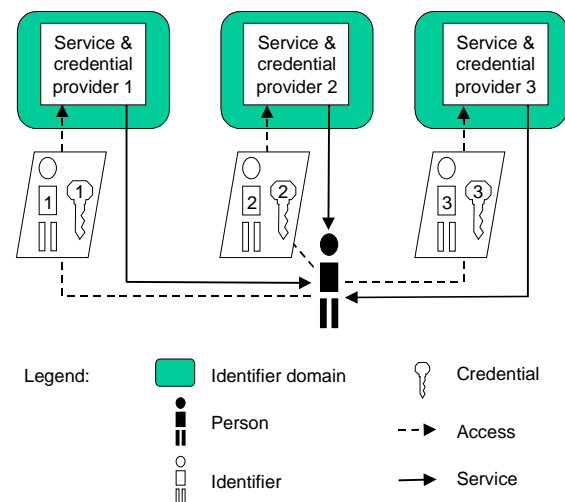 Service &
credential
provider 1
Service &
credential
provider 2
Service &
credential
provider 3
1
1
2
2
3
3
Legend:
Identifier domain
Credential
Person
Access
Identifier
Service